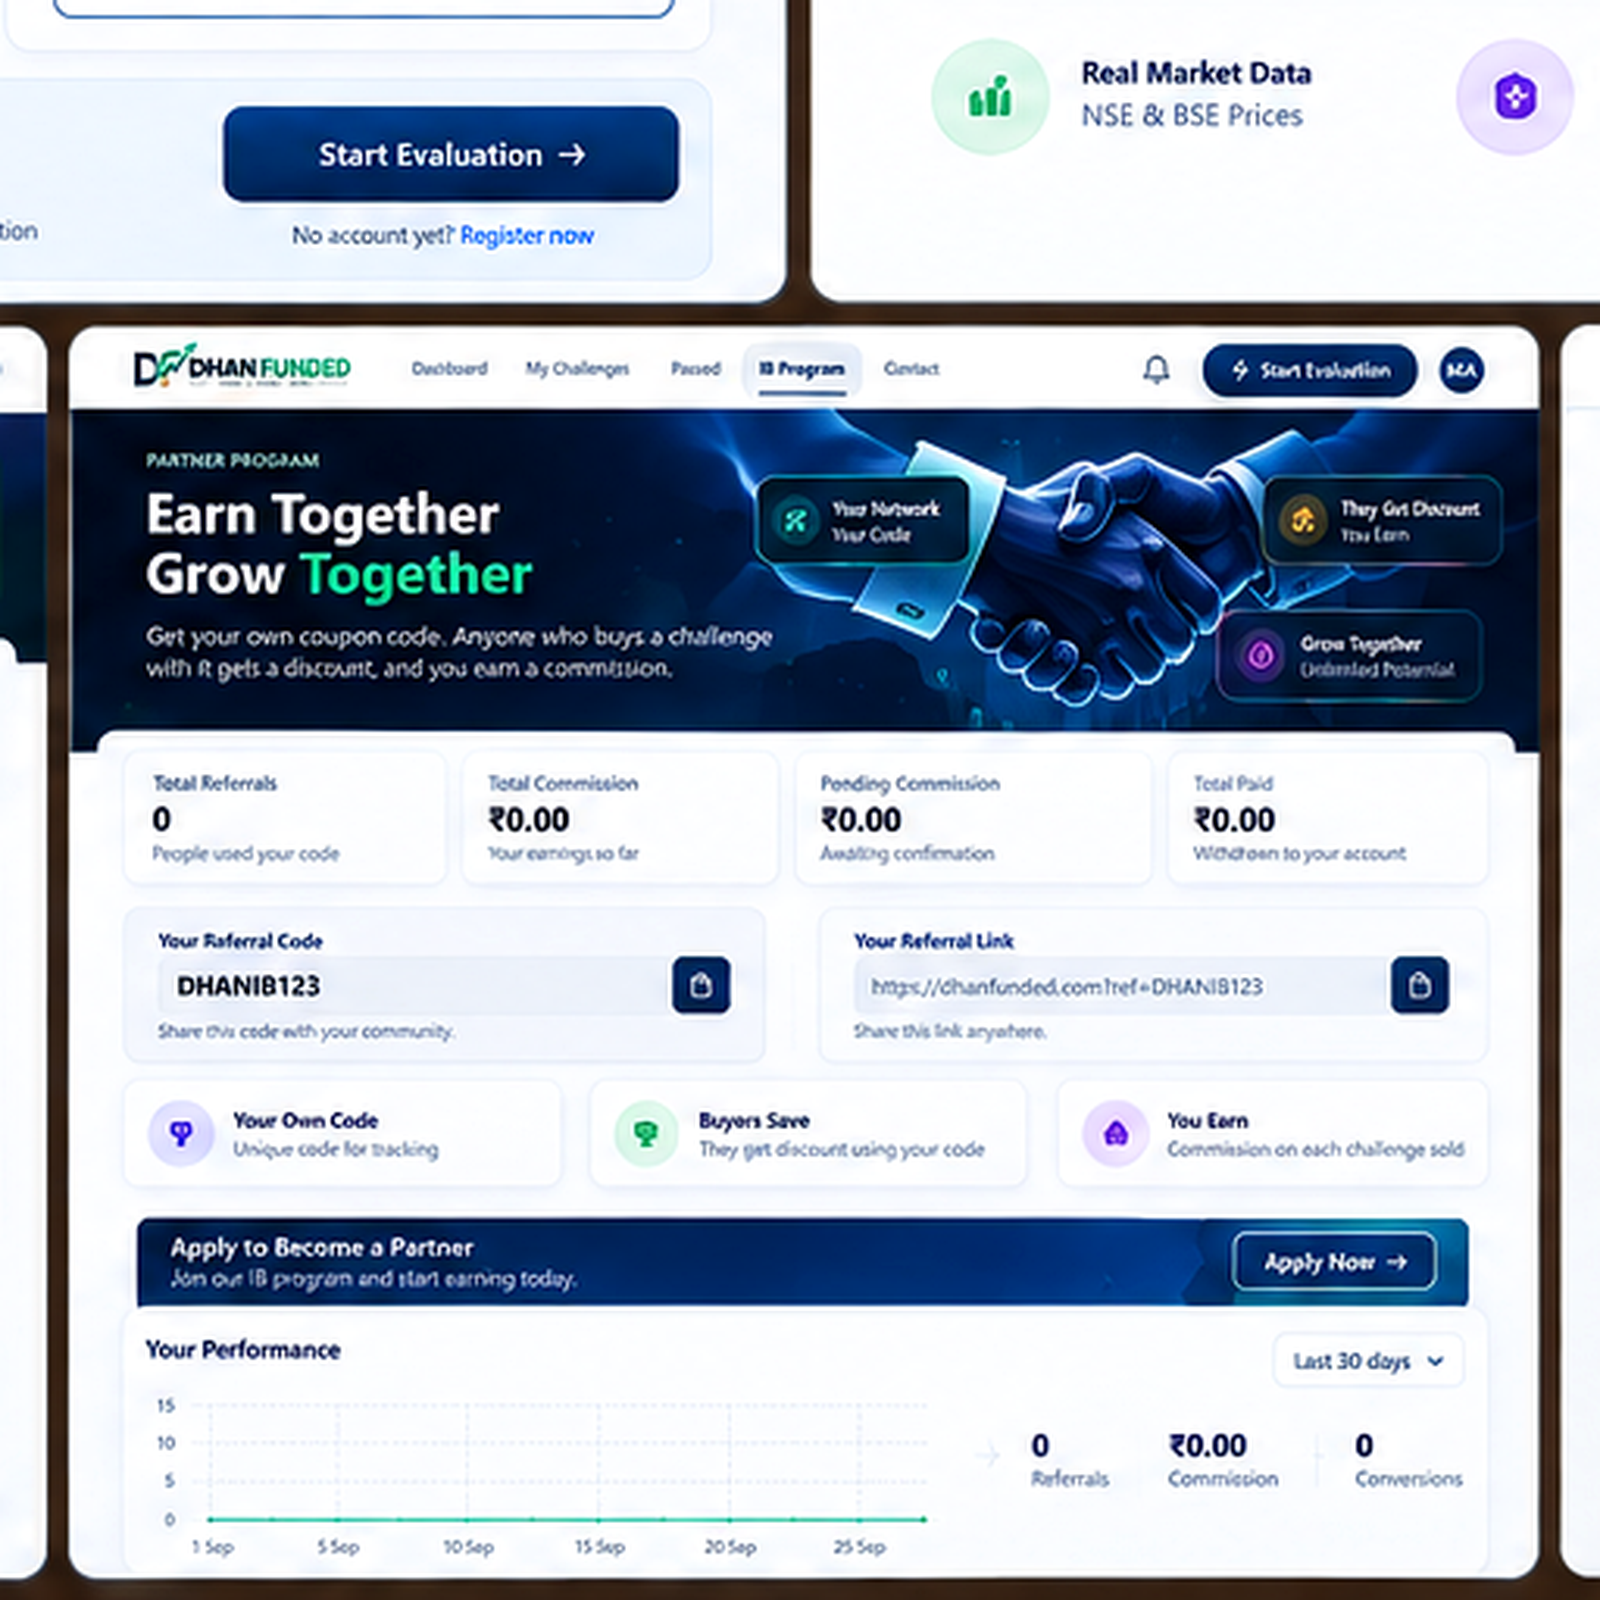 Start Evaluation →
No account yet? Register now
tion
Real Market Data
NSE & BSE Prices
DHAN FUNDED
Dashboard
My Challenges
Passed
IB Program
Contact
Start Evaluation
PARTNER PROGRAM
Earn Together
Grow Together
Get your own coupon code. Anyone who buys a challenge
with it gets a discount, and you earn a commission.
Your Network
Your Code
They Get Discount
You Earn
Grow Together
Unlimited Potential
Total Referrals
0
People used your code
Total Commission
₹0.00
Your earnings so far
Pending Commission
₹0.00
Awaiting confirmation
Total Paid
₹0.00
Withdrawn to your account
Your Referral Code
DHANIB123
Share this code with your community.
Your Referral Link
https://dhanfunded.com?ref=DHANIB123
Share this link anywhere.
Your Own Code
Unique code for tracking
Buyers Save
They get discount using your code
You Earn
Commission on each challenge sold
Apply to Become a Partner
Join our IB program and start earning today.
Apply Now →
Your Performance
Last 30 days
15
10
5
0
1 Sep
5 Sep
10 Sep
15 Sep
20 Sep
25 Sep
0
Referrals
₹0.00
Commission
0
Conversions